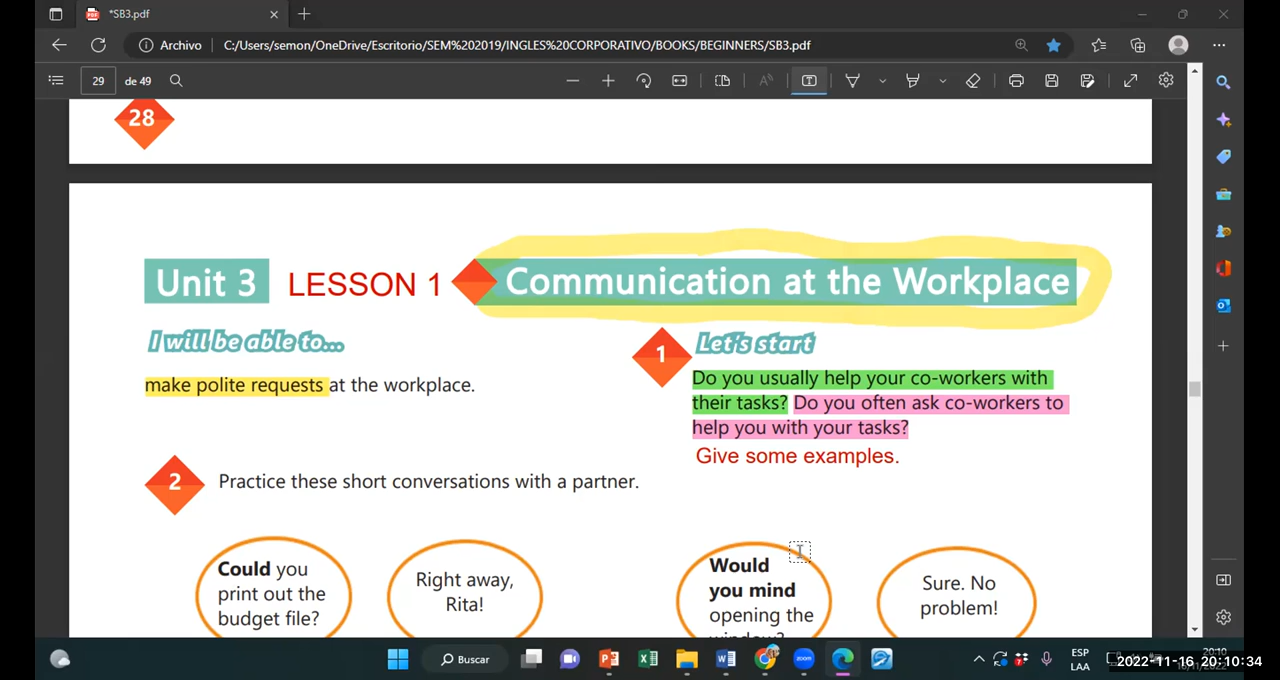 *SB3.pdf
Archivo
C:/Users/semon/OneDrive/Escritorio/SEM%202019/INGLES%20CORPORATIVO/BOOKS/BEGINNERS/SB3.pdf
29
de 49
28
Unit 3
LESSON 1
Communication at the Workplace
I will be able to...
make polite requests at the workplace.
1
Let's start
Do you usually help your co-workers with
their tasks? Do you often ask co-workers to
help you with your tasks?
Give some examples.
2
Practice these short conversations with a partner.
Could you
print out the
budget file?
Right away,
Rita!
Would
you mind
opening the
window?
Sure. No
problem!
Buscar
ESP
LAA
20:10
2022-11-16 20:10:34